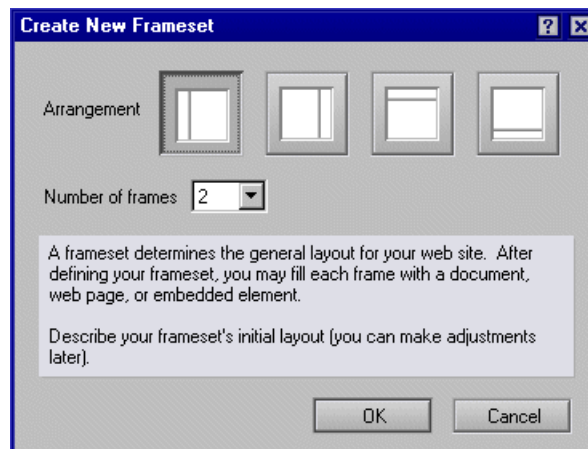 Create New Frameset
Arrangement
Number of frames 2
A frameset determines the general layout for your web site. After
defining your frameset, you may fill each frame with a document,
web page, or embedded element.
Describe your frameset's initial layout (you can make adjustments
later).
OK Cancel